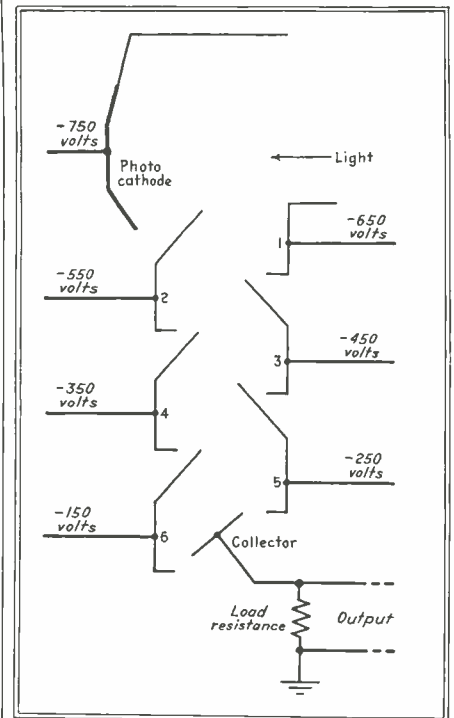 -750
volts
Photo
cathode
Light
1
-650
volts
-550
volts
2
-450
volts
3
-350
volts
4
-250
volts
5
-150
volts
6
Collector
Load
resistance
Output